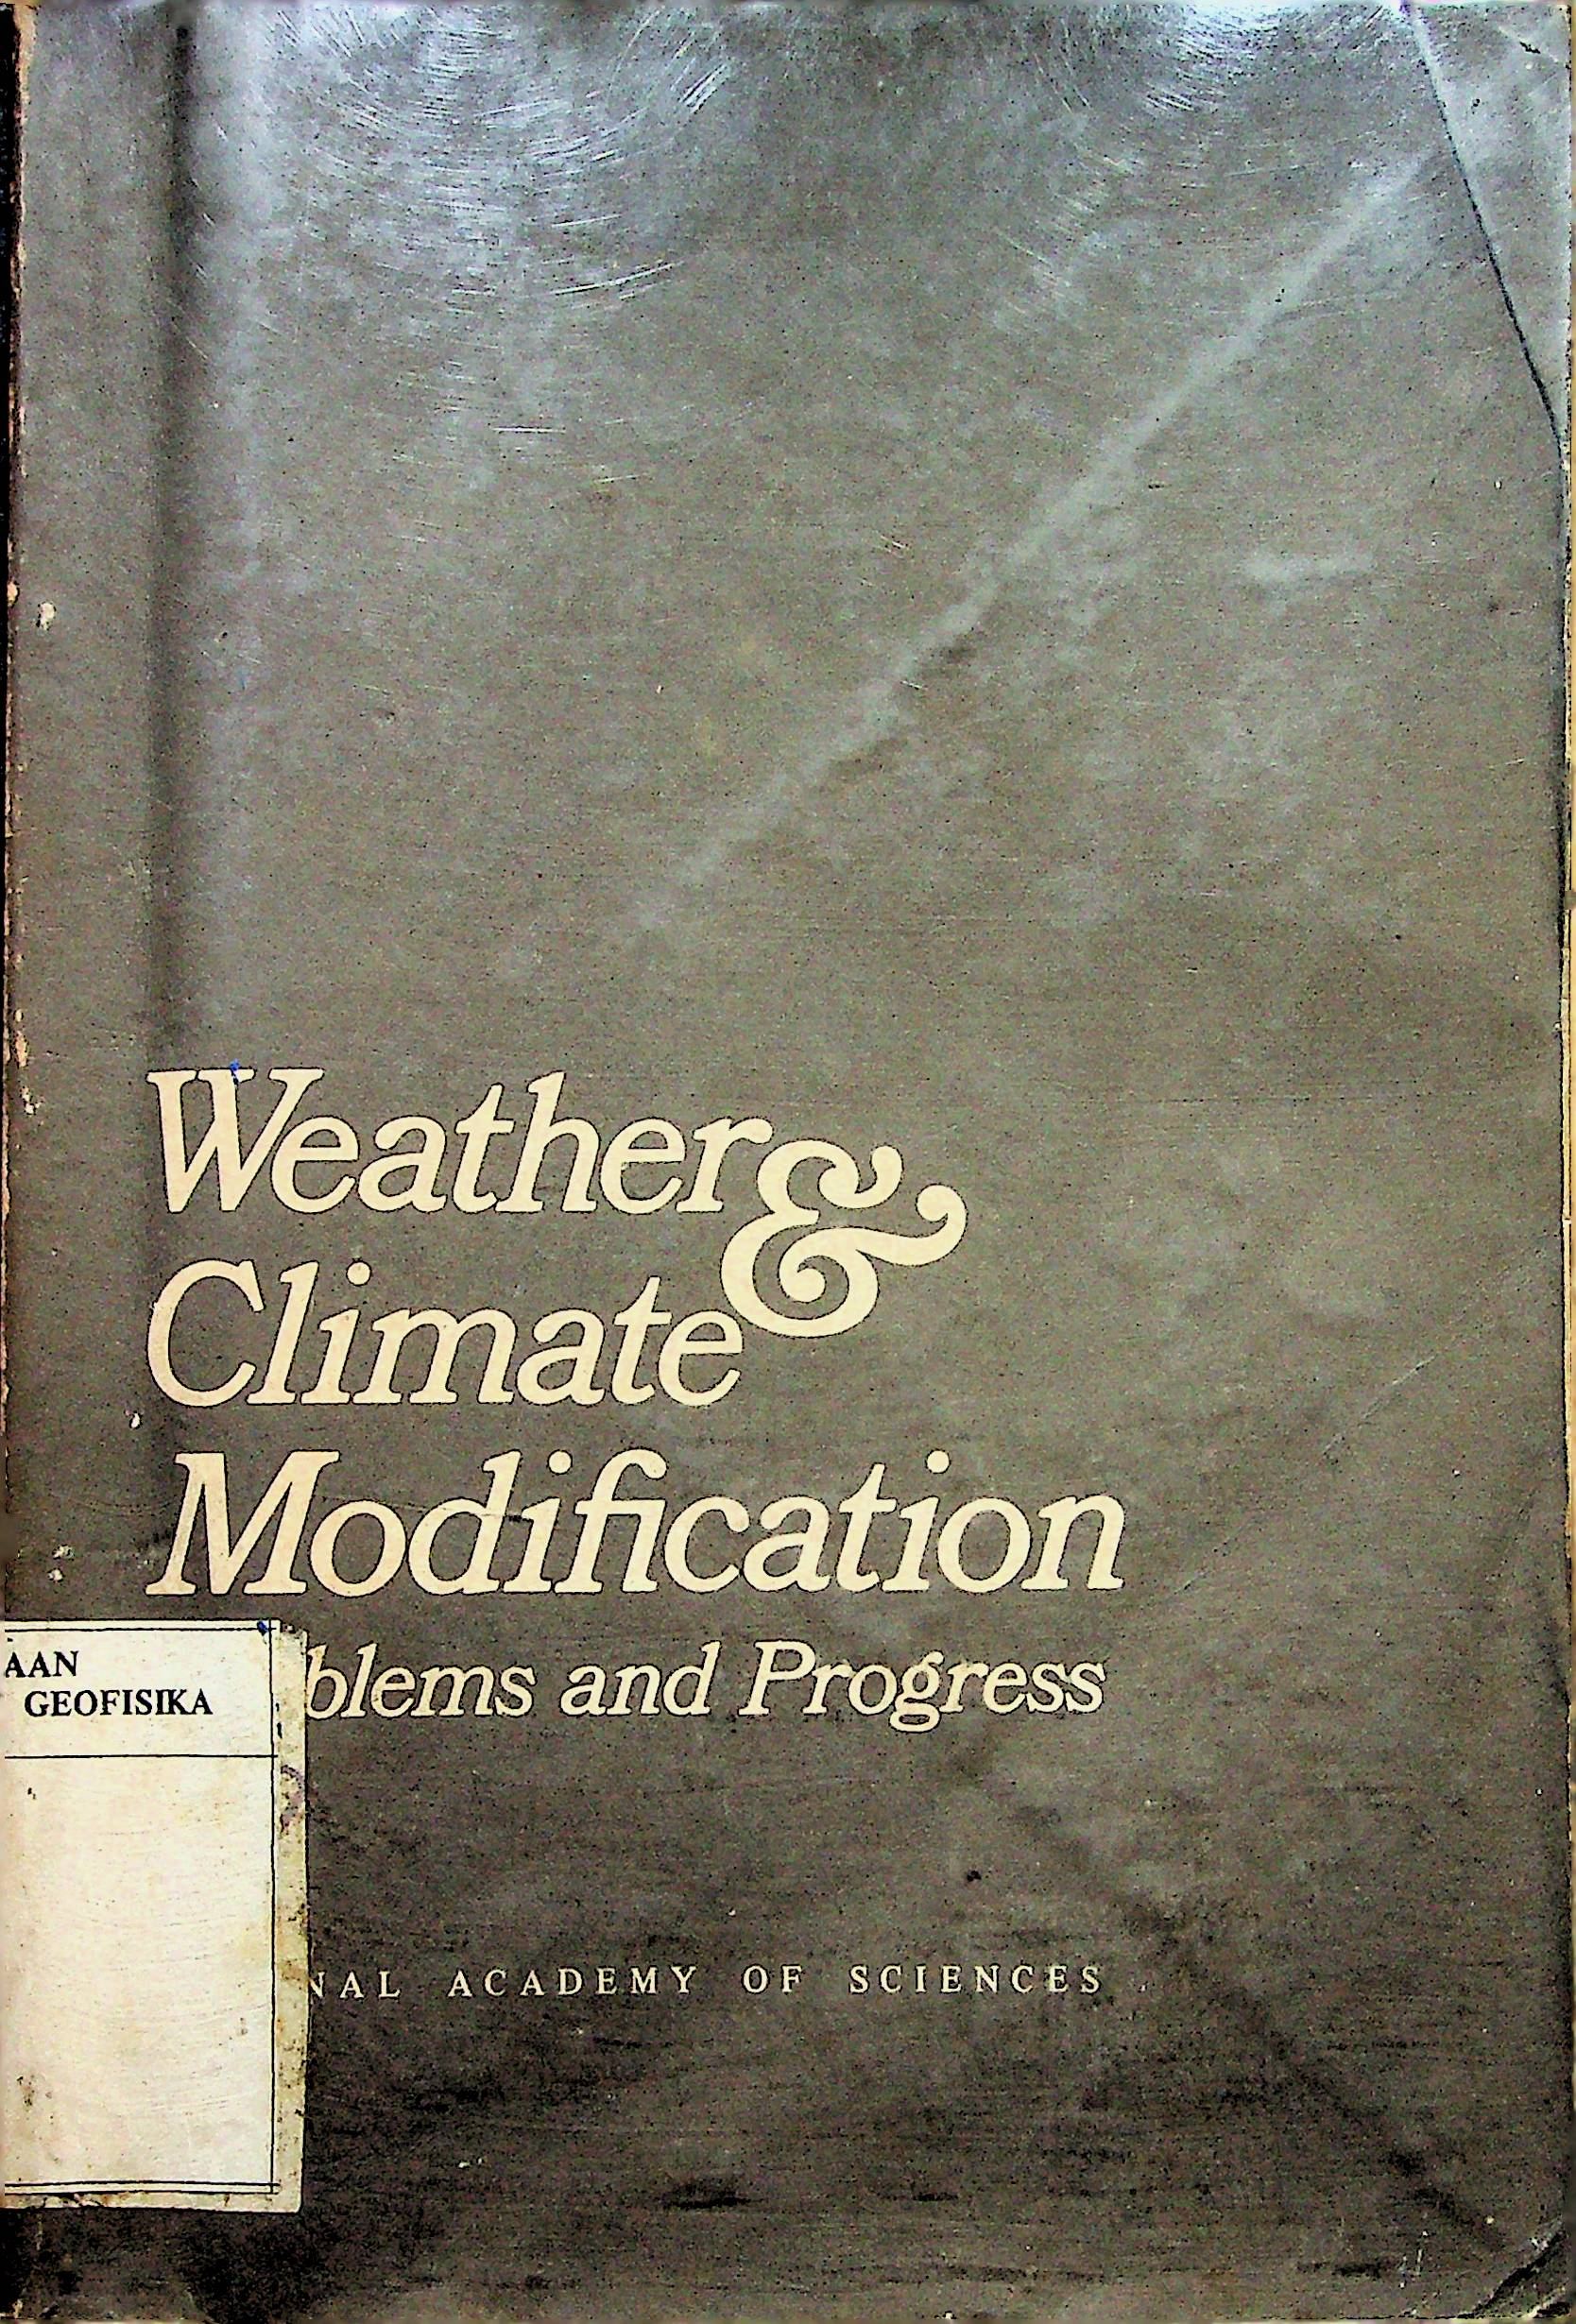 Weather &
Climate
Modification
blems and Progress
AAN
GEOFISIKA
NAL ACADEMY OF SCIENCES